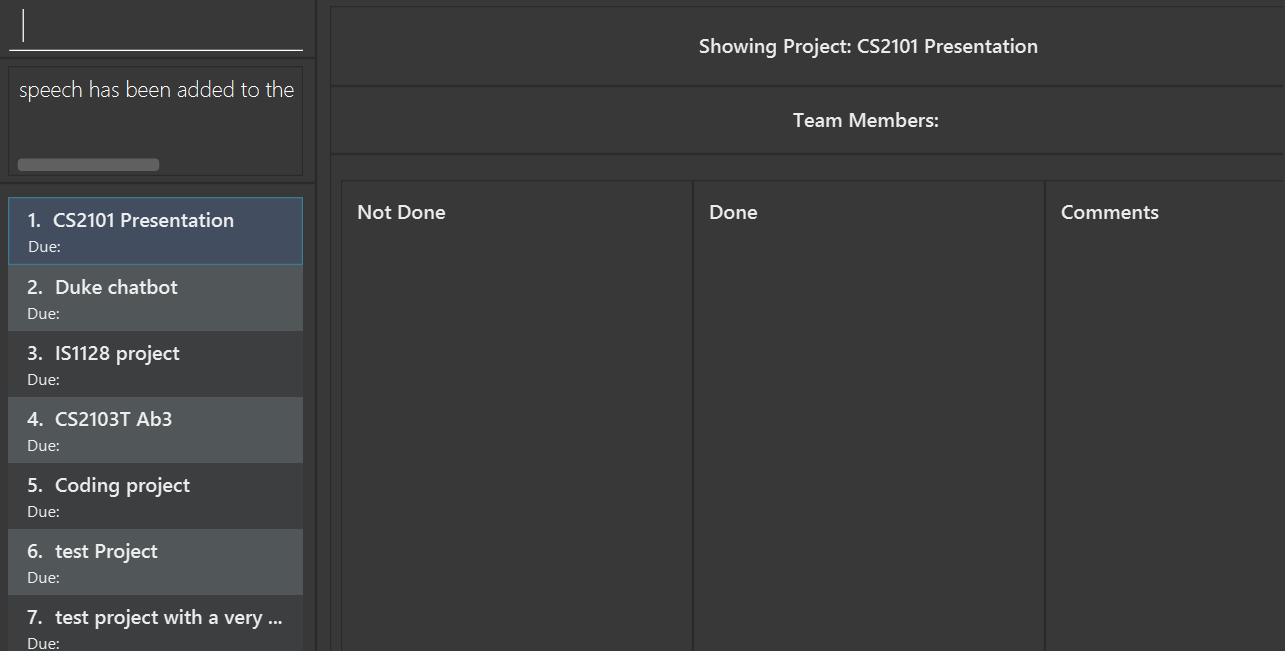 speech has been added to the
1. CS2101 Presentation
Due:
2. Duke chatbot
Due:
3. IS1128 project
Due:
4. CS2103T Ab3
Due:
5. Coding project
Due:
6. test Project
Due:
7. test project with a very ...
Due:
Showing Project: CS2101 Presentation
Team Members:
Not Done
Done
Comments